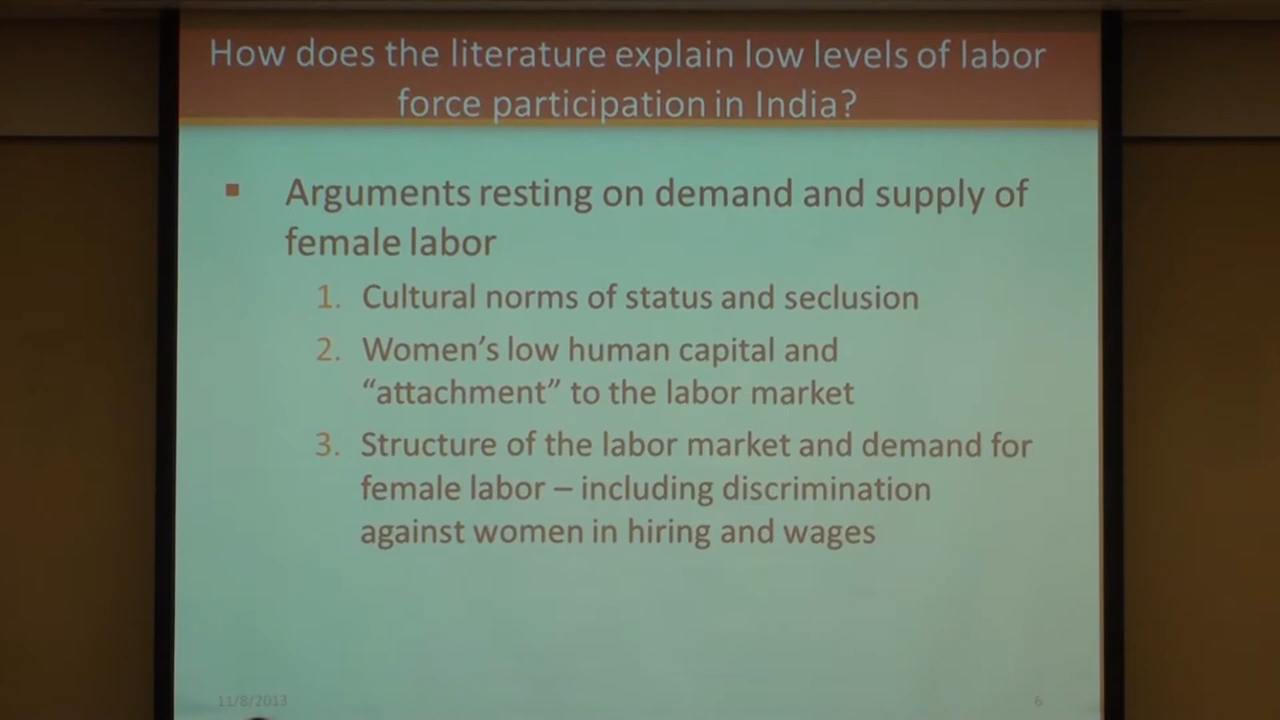 How does the literature explain low levels of labor
force participation in India?
▪ Arguments resting on demand and supply of
female labor
1. Cultural norms of status and seclusion
2. Women’s low human capital and
“attachment” to the labor market
3. Structure of the labor market and demand for
female labor – including discrimination
against women in hiring and wages
11/8/2013
6